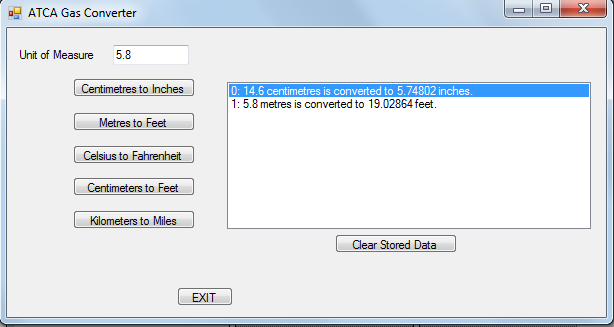 ATCA Gas Converter
Unit of Measure 5.8
Centimetres to Inches
Metres to Feet
Celsius to Fahrenheit
Centimeters to Feet
Kilometers to Miles
0: 14.6 centimetres is converted to 5.74802 inches.
1: 5.8 metres is converted to 19.02864 feet.
Clear Stored Data
EXIT